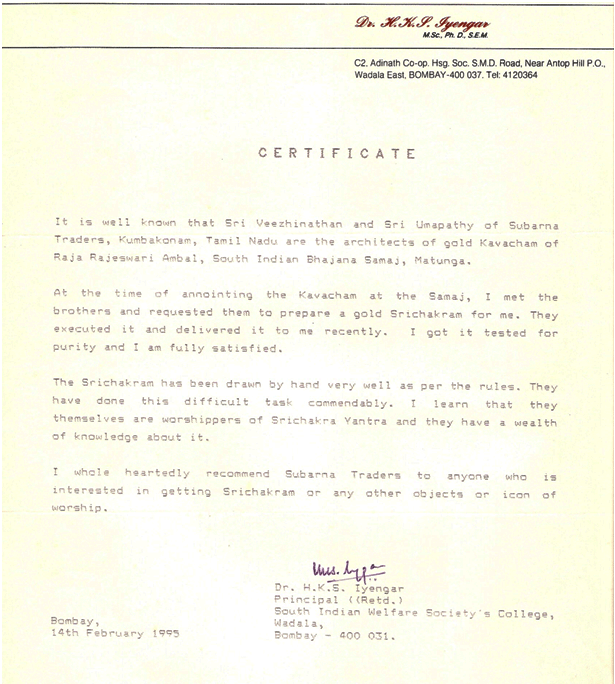 Dr. H.K.S. Iyengar
M.Sc., Ph. D., S.E.M.
C2, Adinath Co-op. Hsg. Soc. S.M.D. Road, Near Antop Hill P.O.,
Wadala East, BOMBAY-400 037. Tel: 4120364
CERTIFICATE
It is well known that Sri Veezhinathan and Sri Umapathy of Subarna
Traders, Kumbakonam, Tamil Nadu are the architects of gold Kavacham of
Raja Rajeswari Ambal, South Indian Bhajana Samaj, Matunga.
At the time of annointing the Kavacham at the Samaj, I met the
brothers and requested them to prepare a gold Srichakram for me. They
executed it and delivered it to me recently. I got it tested for
purity and I am fully satisfied.
The Srichakram has been drawn by hand very well as per the rules. They
have done this difficult task commendably. I learn that they
themselves are worshippers of Srichakra Yantra and they have a wealth
of knowledge about it.
I whole heartedly recommend Subarna Traders to anyone who is
interested in getting Srichakram or any other objects or icon of
worship.
Dr. H.K.S. Iyengar
Principal ((Retd.)
South Indian Welfare Society's College,
Wadala,
Bombay - 400 031.
Bombay,
14th February 1995